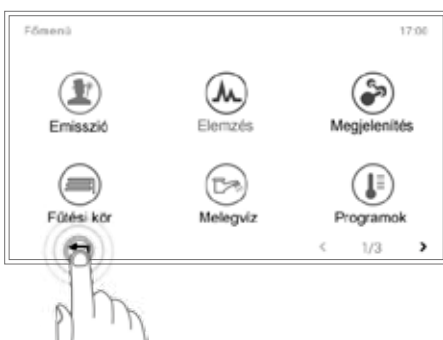 Főmenü 17:00
Emisszió Elemzés Megjelenítés
Fűtési kör Melegvíz Programok
< 1/3 >